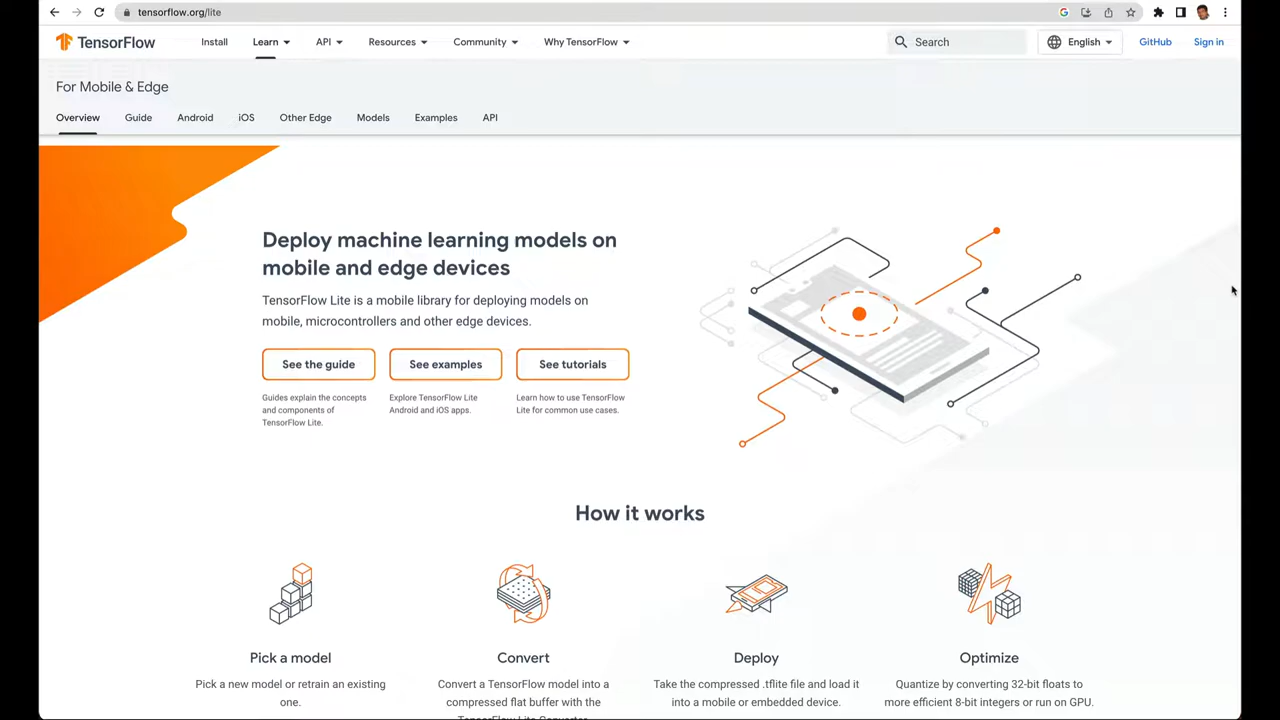 tensorflow.org/lite
TensorFlow
Install
Learn
API
Resources
Community
Why TensorFlow
Search
English
GitHub
Sign in
For Mobile & Edge
Overview
Guide
Android
iOS
Other Edge
Models
Examples
API
Deploy machine learning models on
mobile and edge devices
TensorFlow Lite is a mobile library for deploying models on
mobile, microcontrollers and other edge devices.
See the guide
Guides explain the concepts
and components of
TensorFlow Lite.
See examples
Explore TensorFlow Lite
Android and iOS apps.
See tutorials
Learn how to use TensorFlow
Lite for common use cases.
How it works
Pick a model
Pick a new model or retrain an existing
one.
Convert
Convert a TensorFlow model into a
compressed flat buffer with the
TensorFlow Lite Converter.
Deploy
Take the compressed .tflite file and load it
into a mobile or embedded device.
Optimize
Quantize by converting 32-bit floats to
more efficient 8-bit integers or run on GPU.